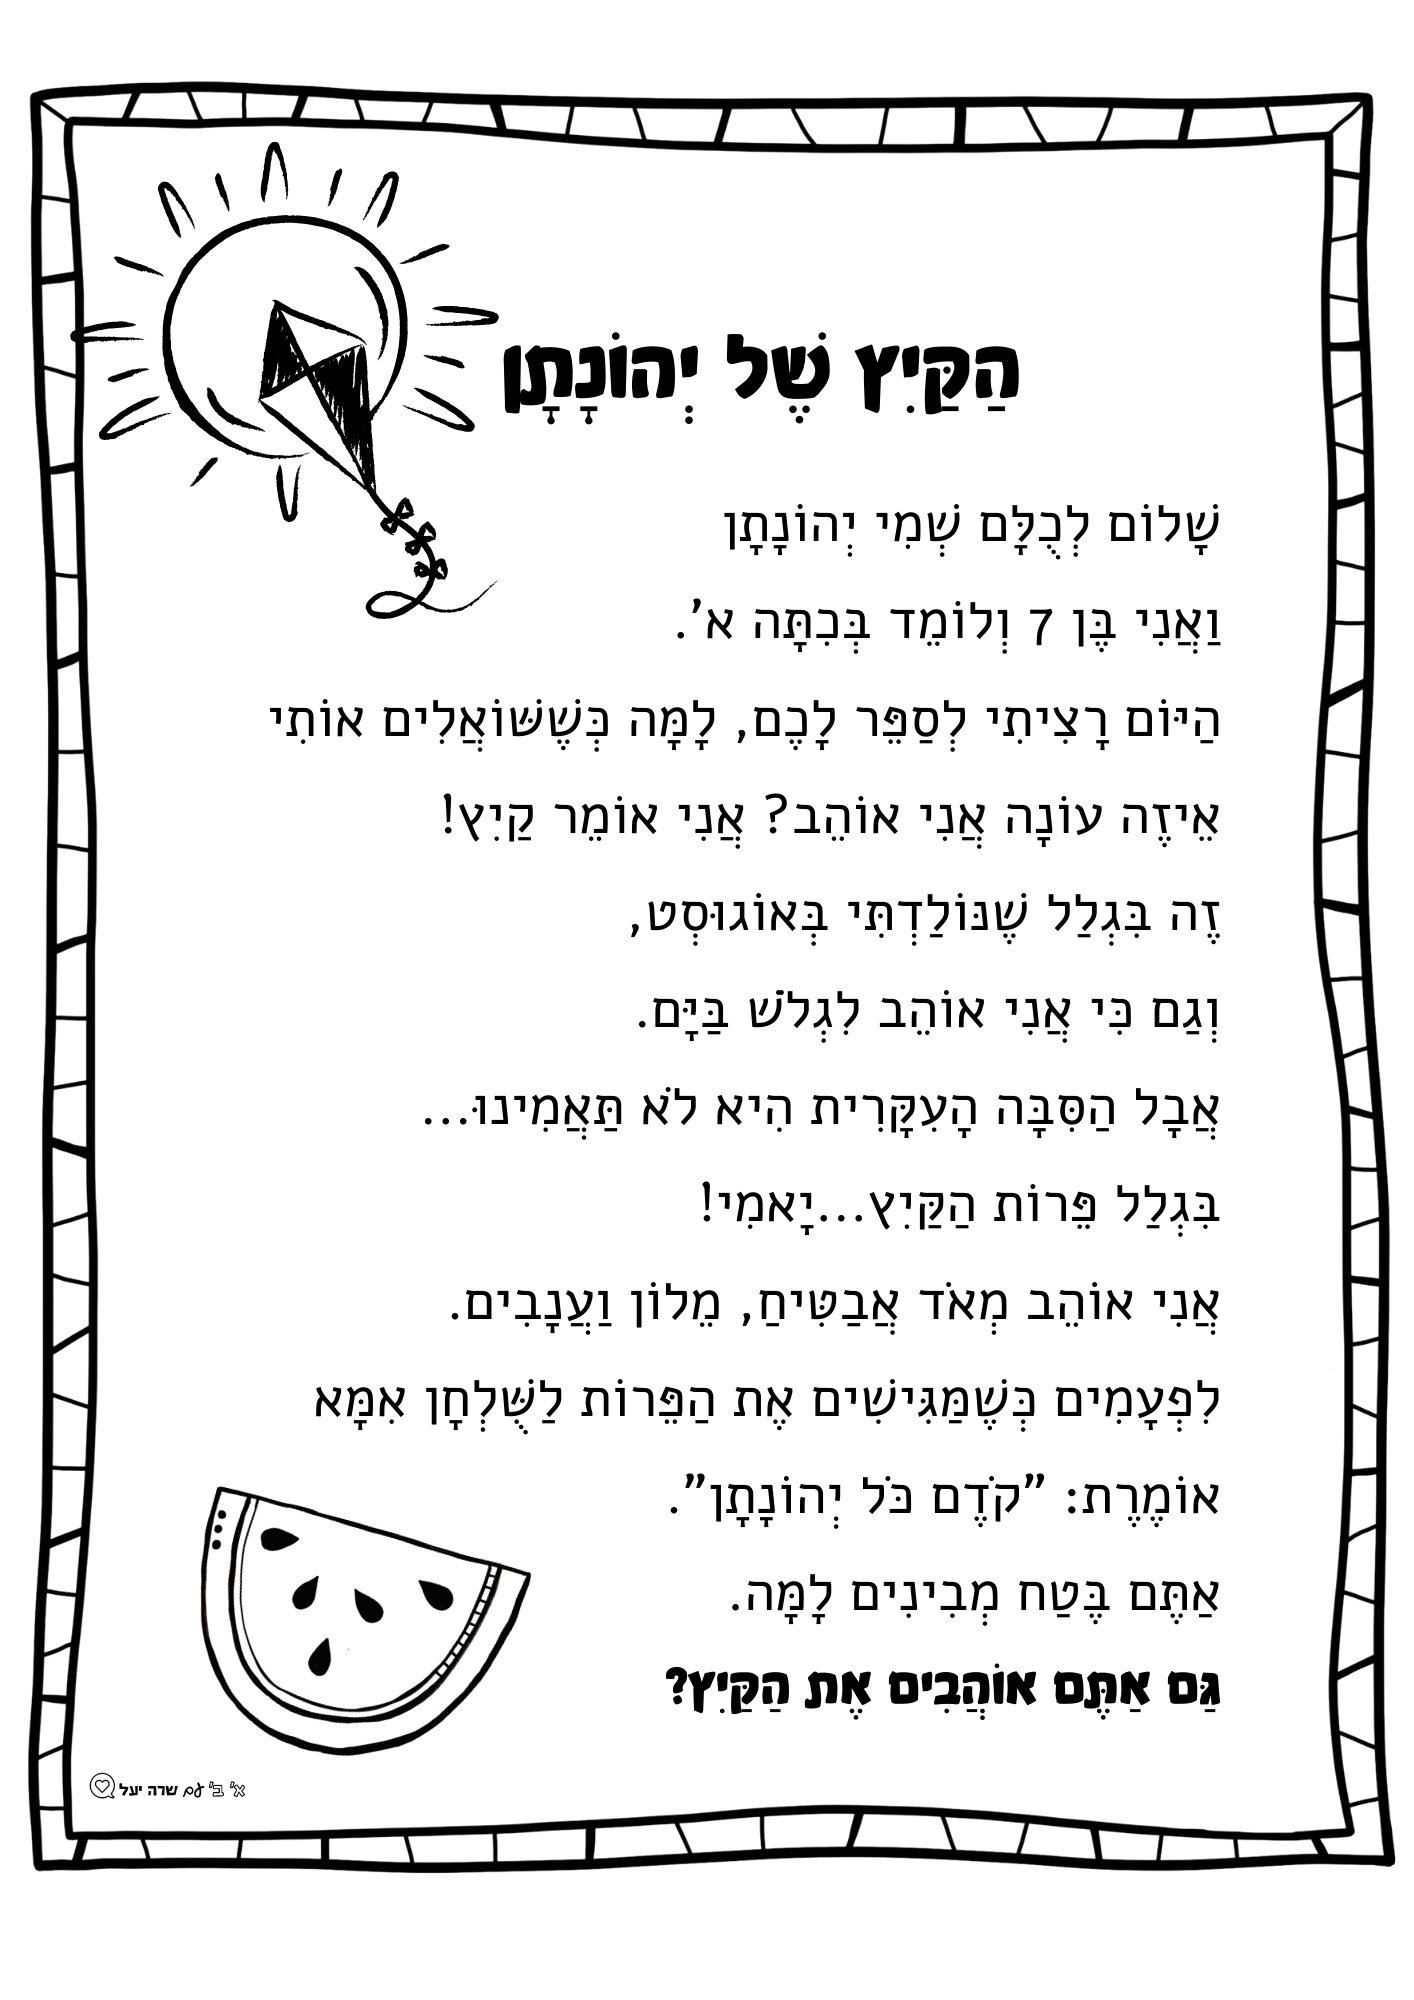 הַקַּיִץ שֶׁל יְהוֹנָתָן
שָׁלוֹם לְכֻלָּם שְׁמִי יְהוֹנָתָן
וַאֲנִי בֶּן 7 וְלוֹמֵד בְּכִתָּה א'.
הַיּוֹם רָצִיתִי לְסַפֵּר לָכֶם, לָמָּה כְּשֶׁשּׁוֹאֲלִים אוֹתִי
אֵיזֶה עוֹנָה אֲנִי אוֹהֵב? אֲנִי אוֹמֵר קַיִץ!
זֶה בִּגְלַל שֶׁנּוֹלַדְתִּי בְּאוֹגוּסְט,
וְגַם כִּי אֲנִי אוֹהֵב לִגְלֹשׁ בַּיָּם.
אֲבָל הַסִּבָּה הָעִקָּרִית הִיא לֹא תַּאֲמִינוּ...
בִּגְלַל פֵּרוֹת הַקַּיִץ...יָאמִי!
אֲנִי אוֹהֵב מְאֹד אֲבַטִּיחַ, מֵלוֹן וַעֲנָבִים.
לִפְעָמִים כְּשֶׁמַּגִּישִׁים אֶת הַפֵּרוֹת לַשֻּׁלְחָן אִמָּא
אוֹמֶרֶת: "קֹדֶם כֹּל יְהוֹנָתָן".
אַתֶּם בֶּטַח מְבִינִים לָמָּה.
גַּם אַתֶּם אוֹהֲבִים אֶת הַקַּיִץ?
א' ב' עם שרה יעל